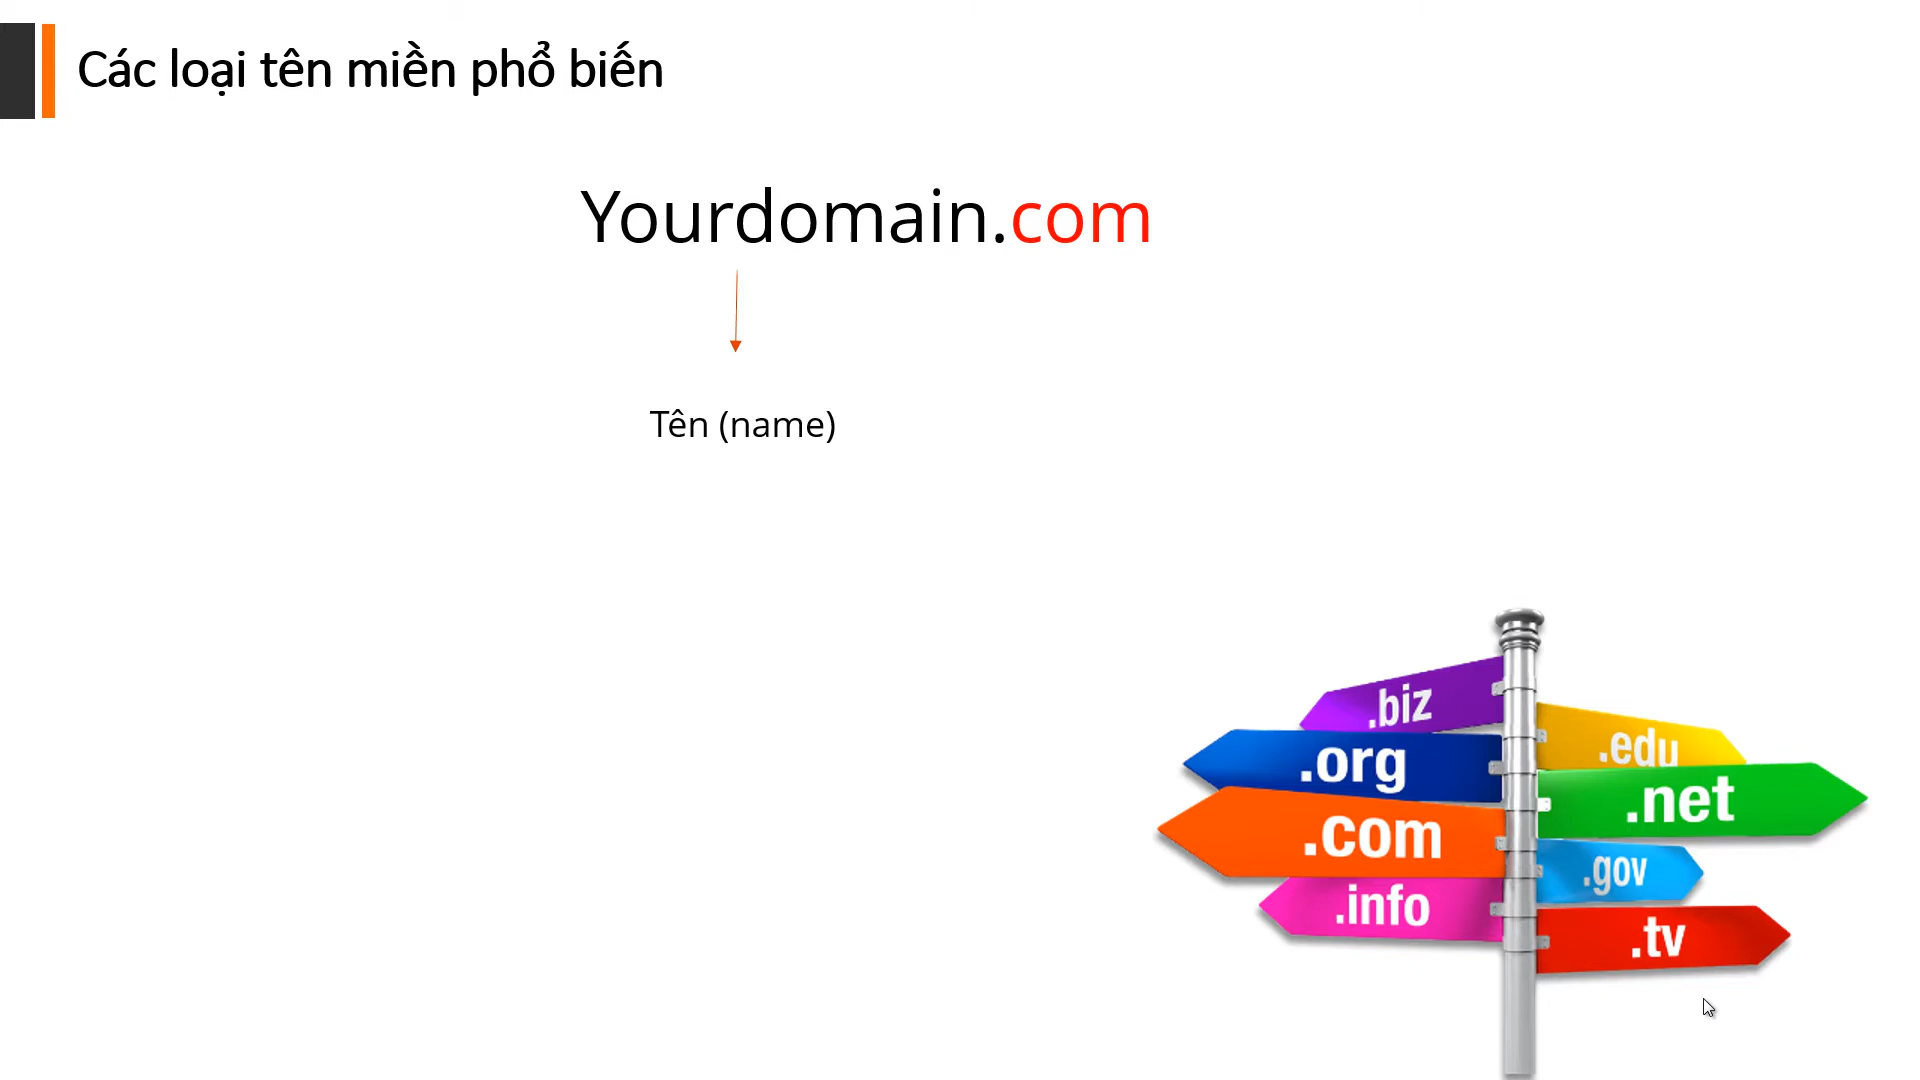 Các loại tên miền phổ biến
Yourdomain.com
Tên (name)
.biz
.edu
.org
.net
.com
.gov
.info
.tv